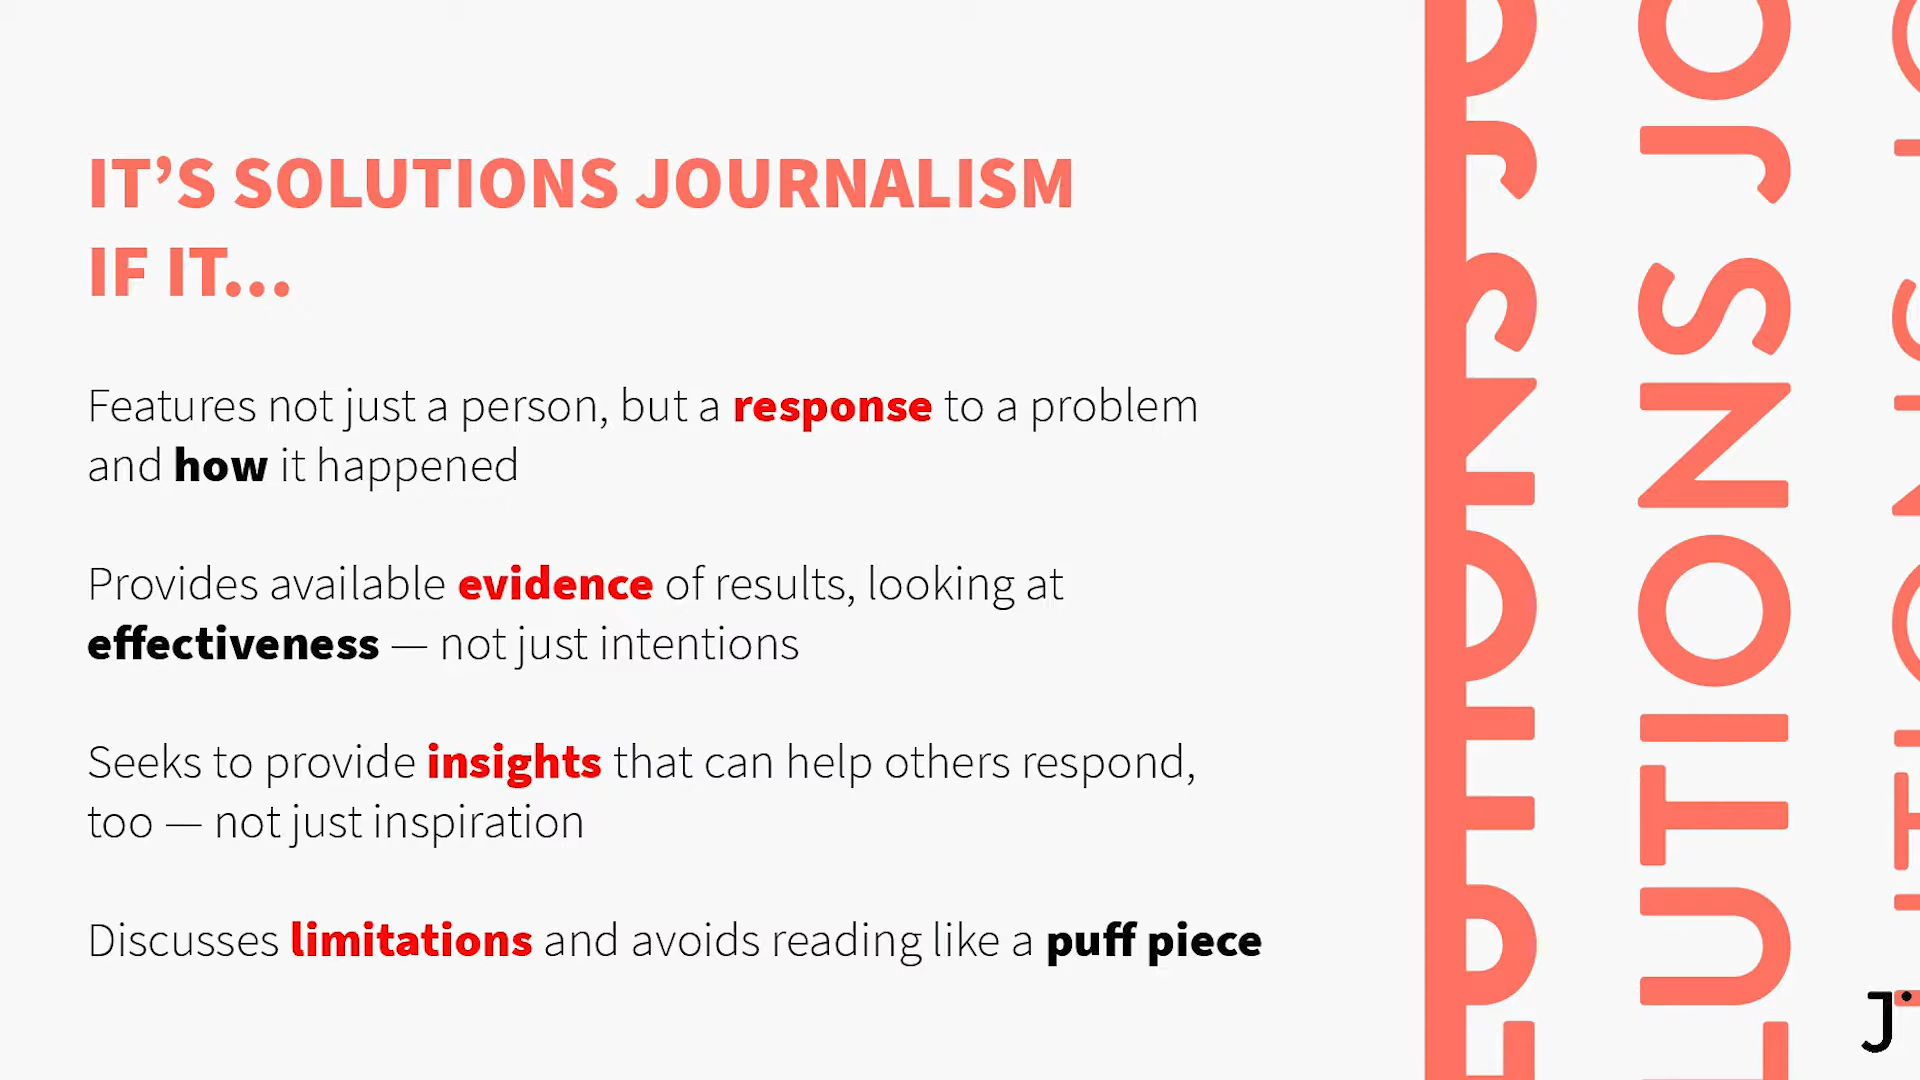 IT’S SOLUTIONS JOURNALISM
IF IT...
Features not just a person, but a response to a problem
and how it happened
Provides available evidence of results, looking at
effectiveness — not just intentions
Seeks to provide insights that can help others respond,
too — not just inspiration
Discusses limitations and avoids reading like a puff piece
UTIONS JO
J